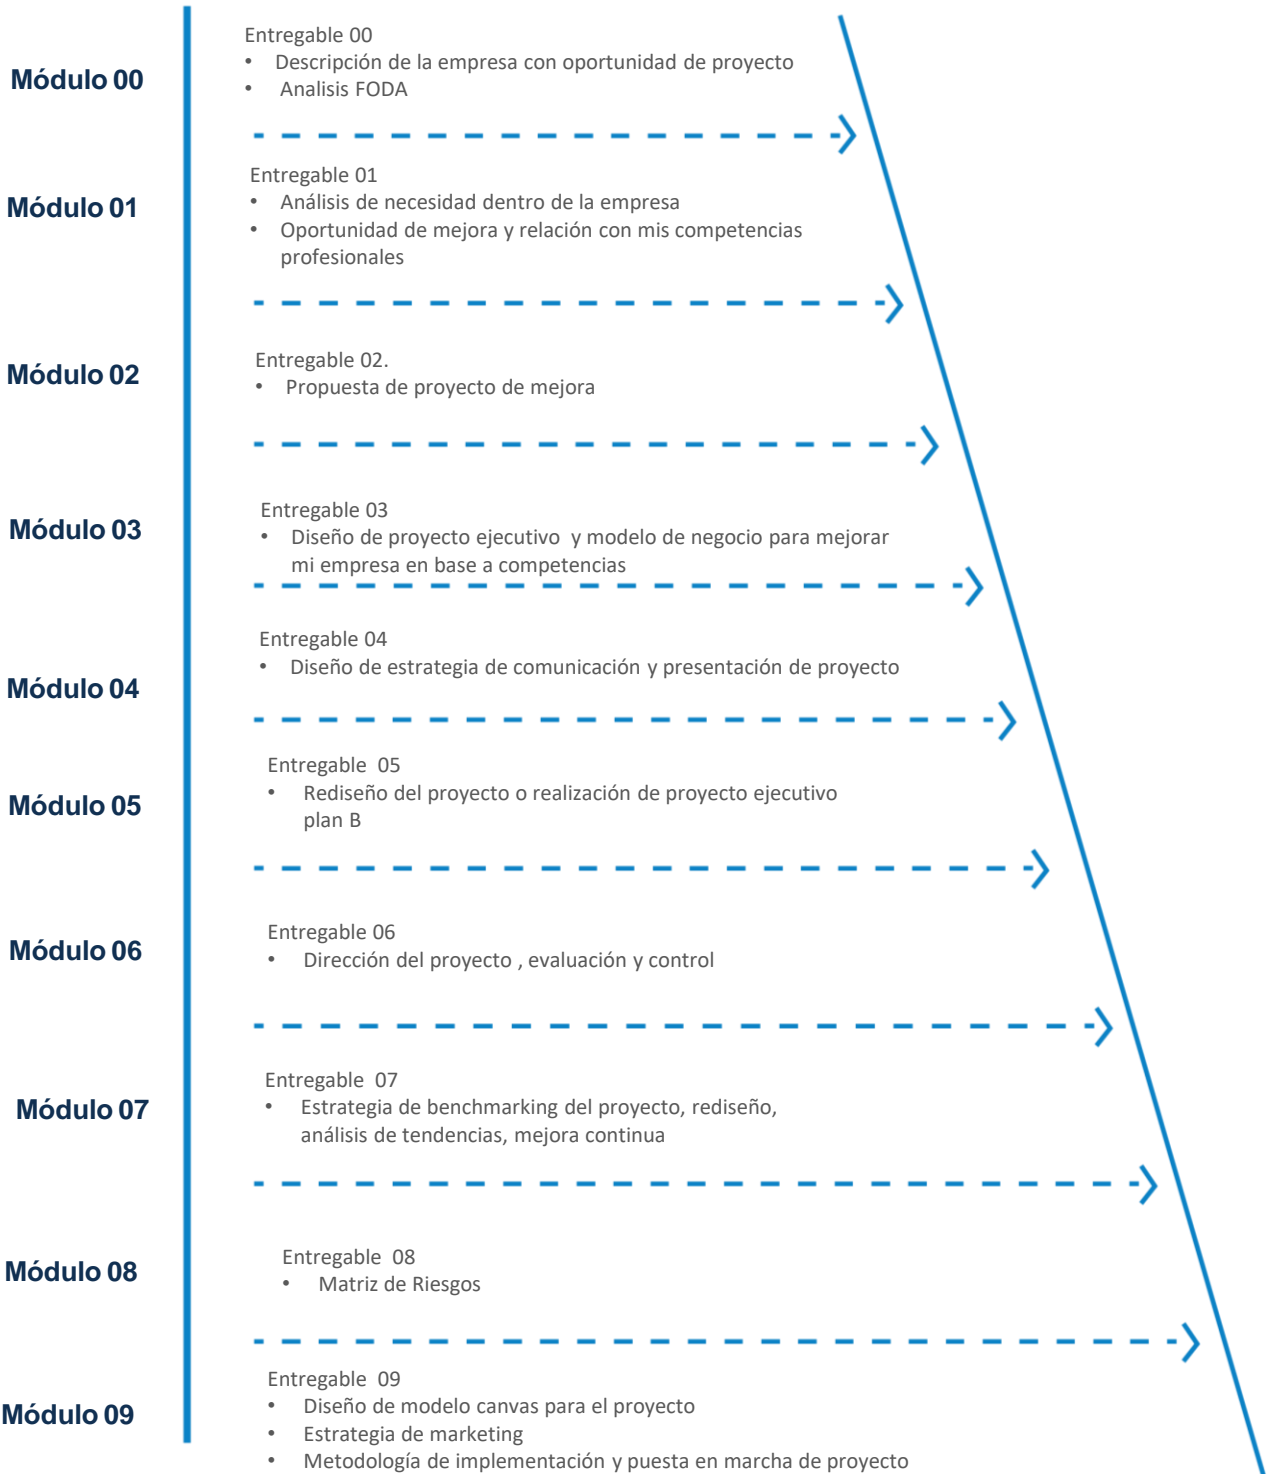 Entregable 00
• Descripción de la empresa con oportunidad de proyecto
Módulo 00
• Analisis FODA
Entregable 01
Módulo 01
• Análisis de necesidad dentro de la empresa
• Oportunidad de mejora y relación con mis competencias
profesionales
Entregable 02.
Módulo 02
• Propuesta de proyecto de mejora
Entregable 03
Módulo 03
• Diseño de proyecto ejecutivo y modelo de negocio para mejorar
mi empresa en base a competencias
Entregable 04
• Diseño de estrategia de comunicación y presentación de proyecto
Módulo 04
Entregable 05
• Rediseño del proyecto o realización de proyecto ejecutivo
Módulo 05
plan B
Entregable 06
Módulo 06
• Dirección del proyecto , evaluación y control
Entregable 07
Módulo 07
• Estrategia de benchmarking del proyecto, rediseño,
análisis de tendencias, mejora continua
Entregable 08
Módulo 08
• Matriz de Riesgos
Entregable 09
• Diseño de modelo canvas para el proyecto
Módulo 09
• Estrategia de marketing
• Metodología de implementación y puesta en marcha de proyecto